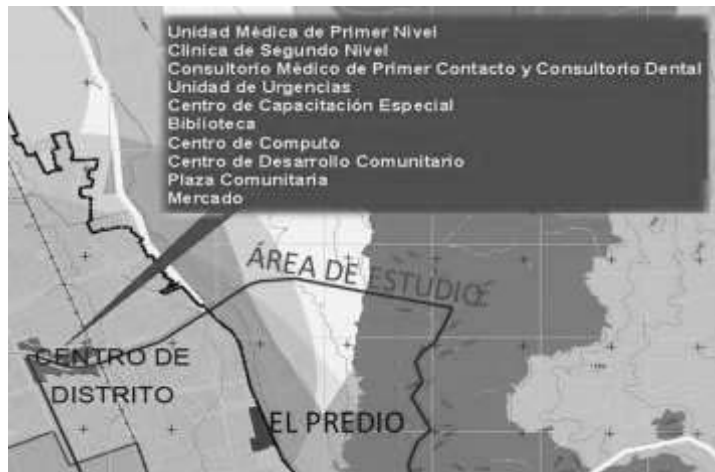 Unidad Médica de Primer Nivel
Clinica de Segundo Nivel
Consultorio Médico de Primer Contacto y Consultorio Dental
Unidad de Urgencias
Centro de Capacitación Especial
Biblioteca
Centro de Computo
Centro de Desarrollo Comunitario
Plaza Comunitaria
Mercado
ÁREA DE ESTUDIO
CENTRO DE
DISTRITO
EL PREDIO